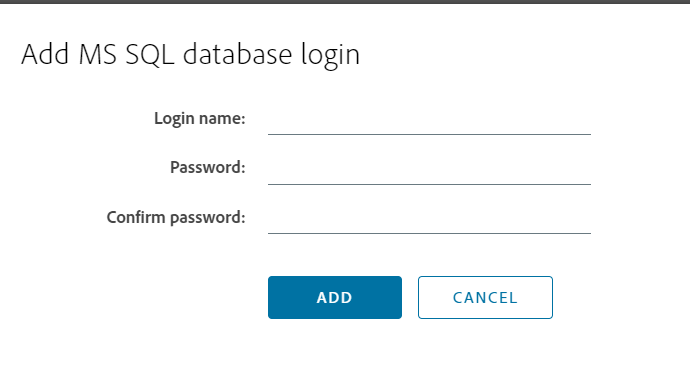 Add MS SQL database login
Login name:
Password:
Confirm password:
ADD CANCEL